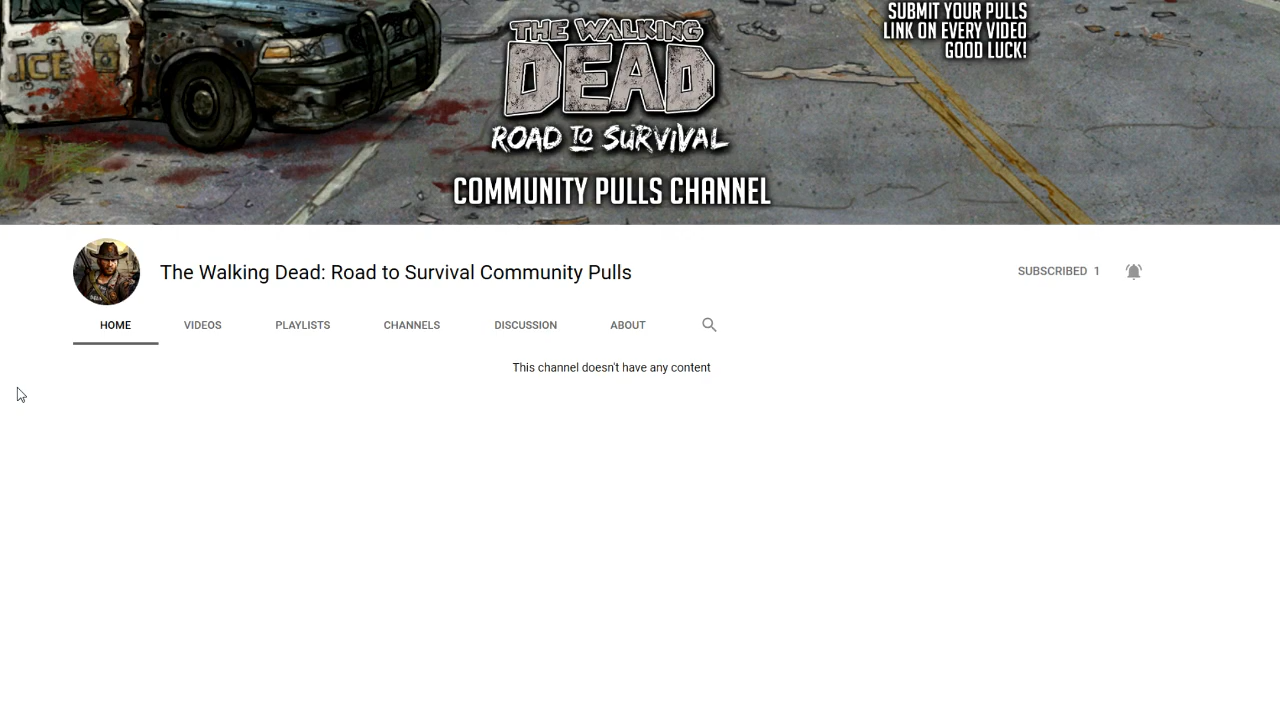 SUBMIT YOUR PULLS
LINK ON EVERY VIDEO
GOOD LUCK!
ICE
THE WALKING
DEAD
ROAD TO SURVIVAL
COMMUNITY PULLS CHANNEL
The Walking Dead: Road to Survival Community Pulls
SUBSCRIBED 1
HOME VIDEOS PLAYLISTS CHANNELS DISCUSSION ABOUT
This channel doesn't have any content